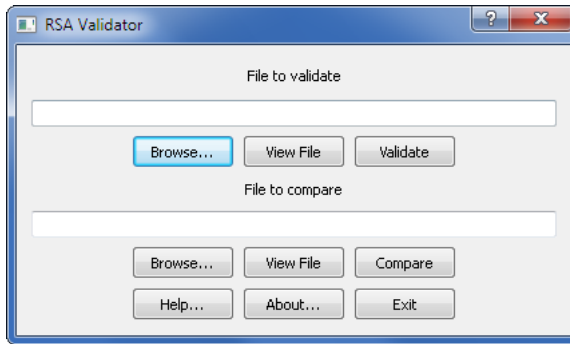 RSA Validator
File to validate
Browse... View File Validate
File to compare
Browse... View File Compare
Help... About... Exit